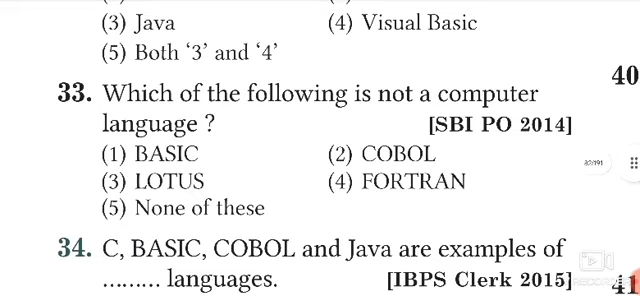 (3) Java (4) Visual Basic
(5) Both ‘3’ and ‘4’
40
33. Which of the following is not a computer
language ? [SBI PO 2014]
(1) BASIC (2) COBOL
82/191
(3) LOTUS (4) FORTRAN
(5) None of these
34. C, BASIC, COBOL and Java are examples of
......... languages. [IBPS Clerk 2015]
41